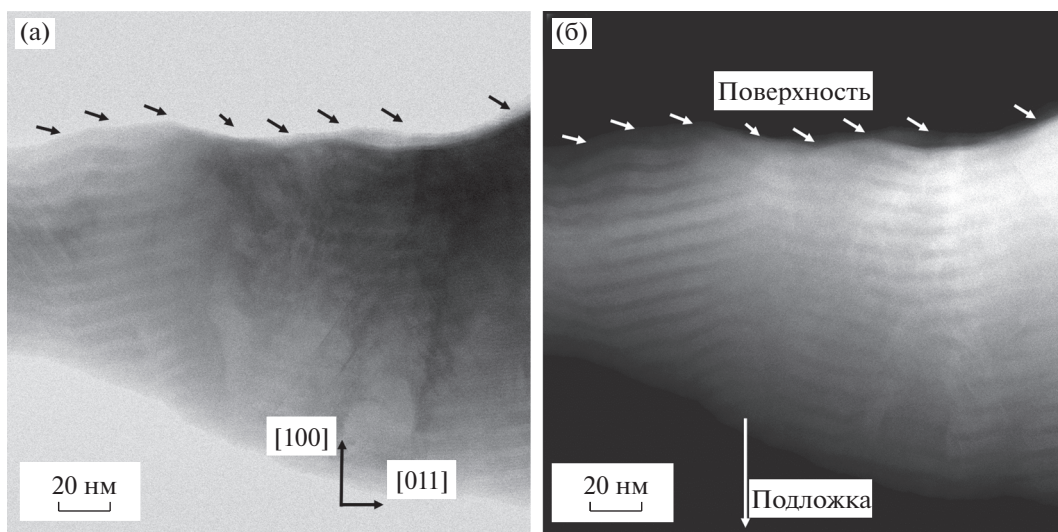 (а)
[100]
[011]
20 нм
(б)
Поверхность
20 нм
Подложка